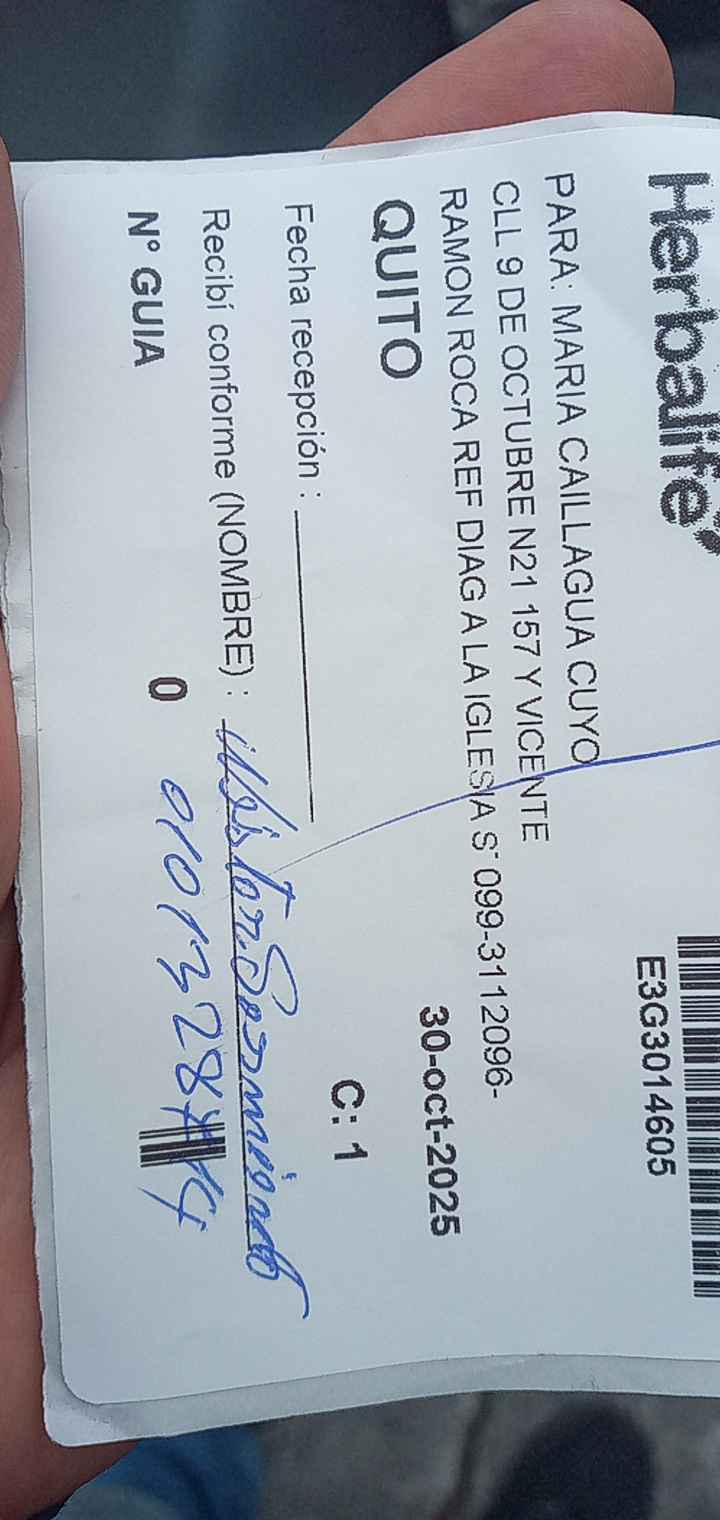 Herbalife
E3G3014605
PARA: MARIA CAILLAGUA CUYO
CLL 9 DE OCTUBRE N21 157 Y VICENTE
RAMON ROCA REF DIAG A LA IGLESIA S 099-3112096-
QUITO
30-oct-2025
C: 1
Fecha recepción :
Recibí conforme (NOMBRE) :
Nº GUIA 0